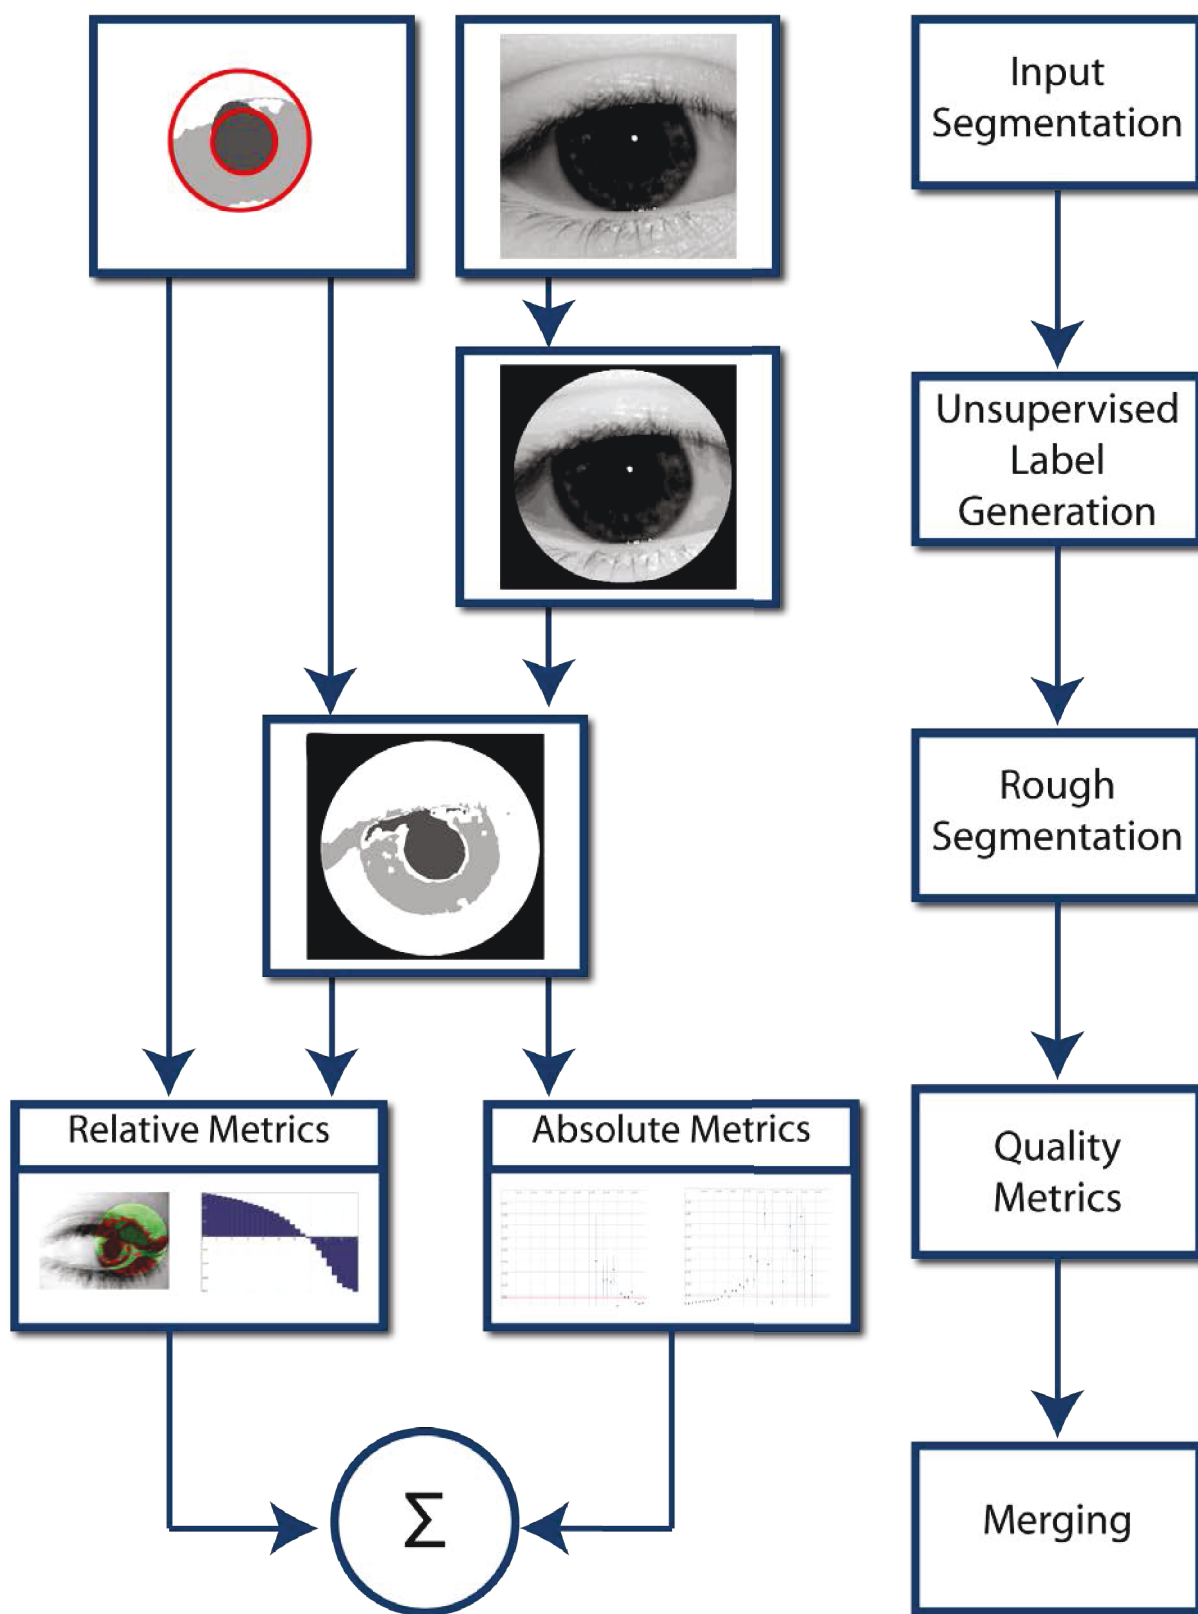 Input
Segmentation
Unsupervised
Label
Generation
Rough
Segmentation
Relative Metrics
Absolute Metrics
Quality
Metrics
Σ
Merging